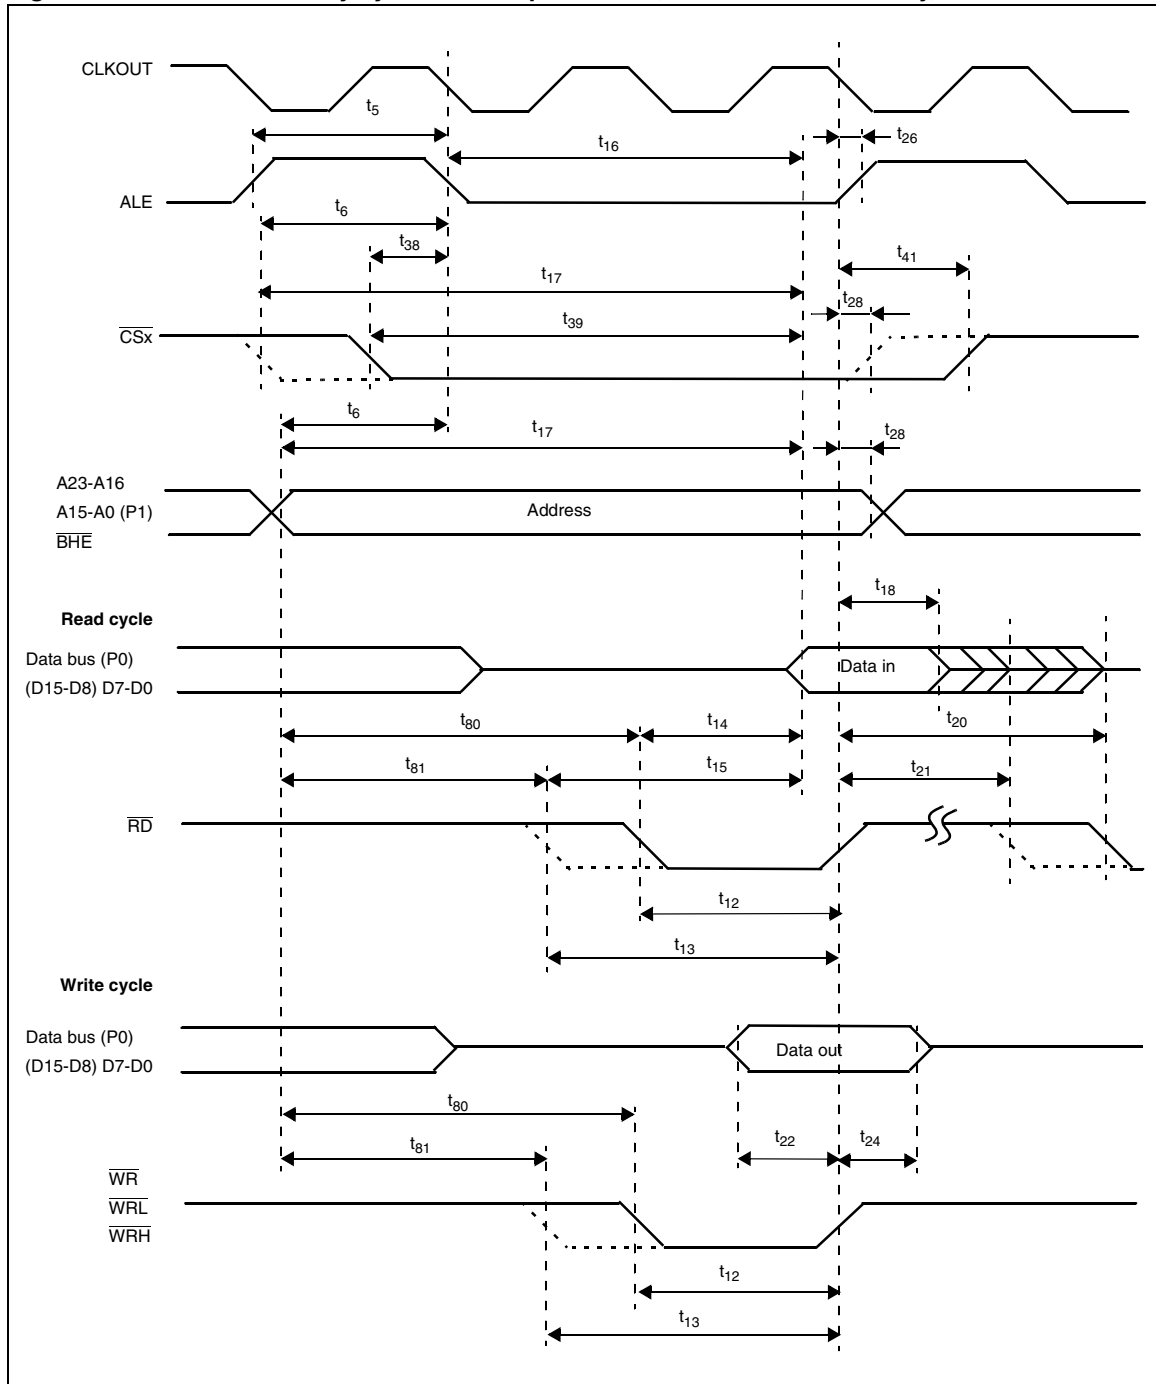 CLKOUT
t5
t16
t26
ALE
t6
t38
t41
t17
t28
t39
CSx
t6
t17
t28
A23-A16
A15-A0 (P1)
Address
BHE
t18
Read cycle
Data bus (P0)
Data in
(D15-D8) D7-D0
t80
t14
t20
t81
t15
t21
RD
t12
t13
Write cycle
Data bus (P0)
Data out
(D15-D8) D7-D0
t80
t22
t24
t81
WR
WRL
WRH
t12
t13